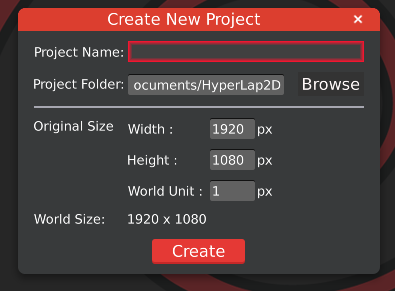 Create New Project ×
Project Name:
Project Folder: ocuments/HyperLap2D Browse
Original Size Width : 1920 px
Height : 1080 px
World Unit : 1 px
World Size: 1920 x 1080
Create